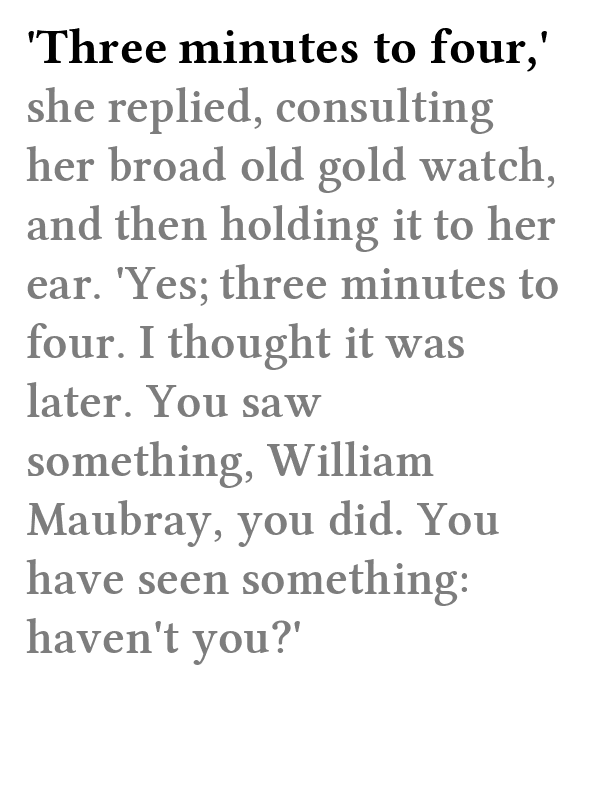 'Three minutes to four,'
she replied, consulting
her broad old gold watch,
and then holding it to her
ear. 'Yes; three minutes to
four. I thought it was
later. You saw
something, William
Maubray, you did. You
have seen something:
haven't you?'